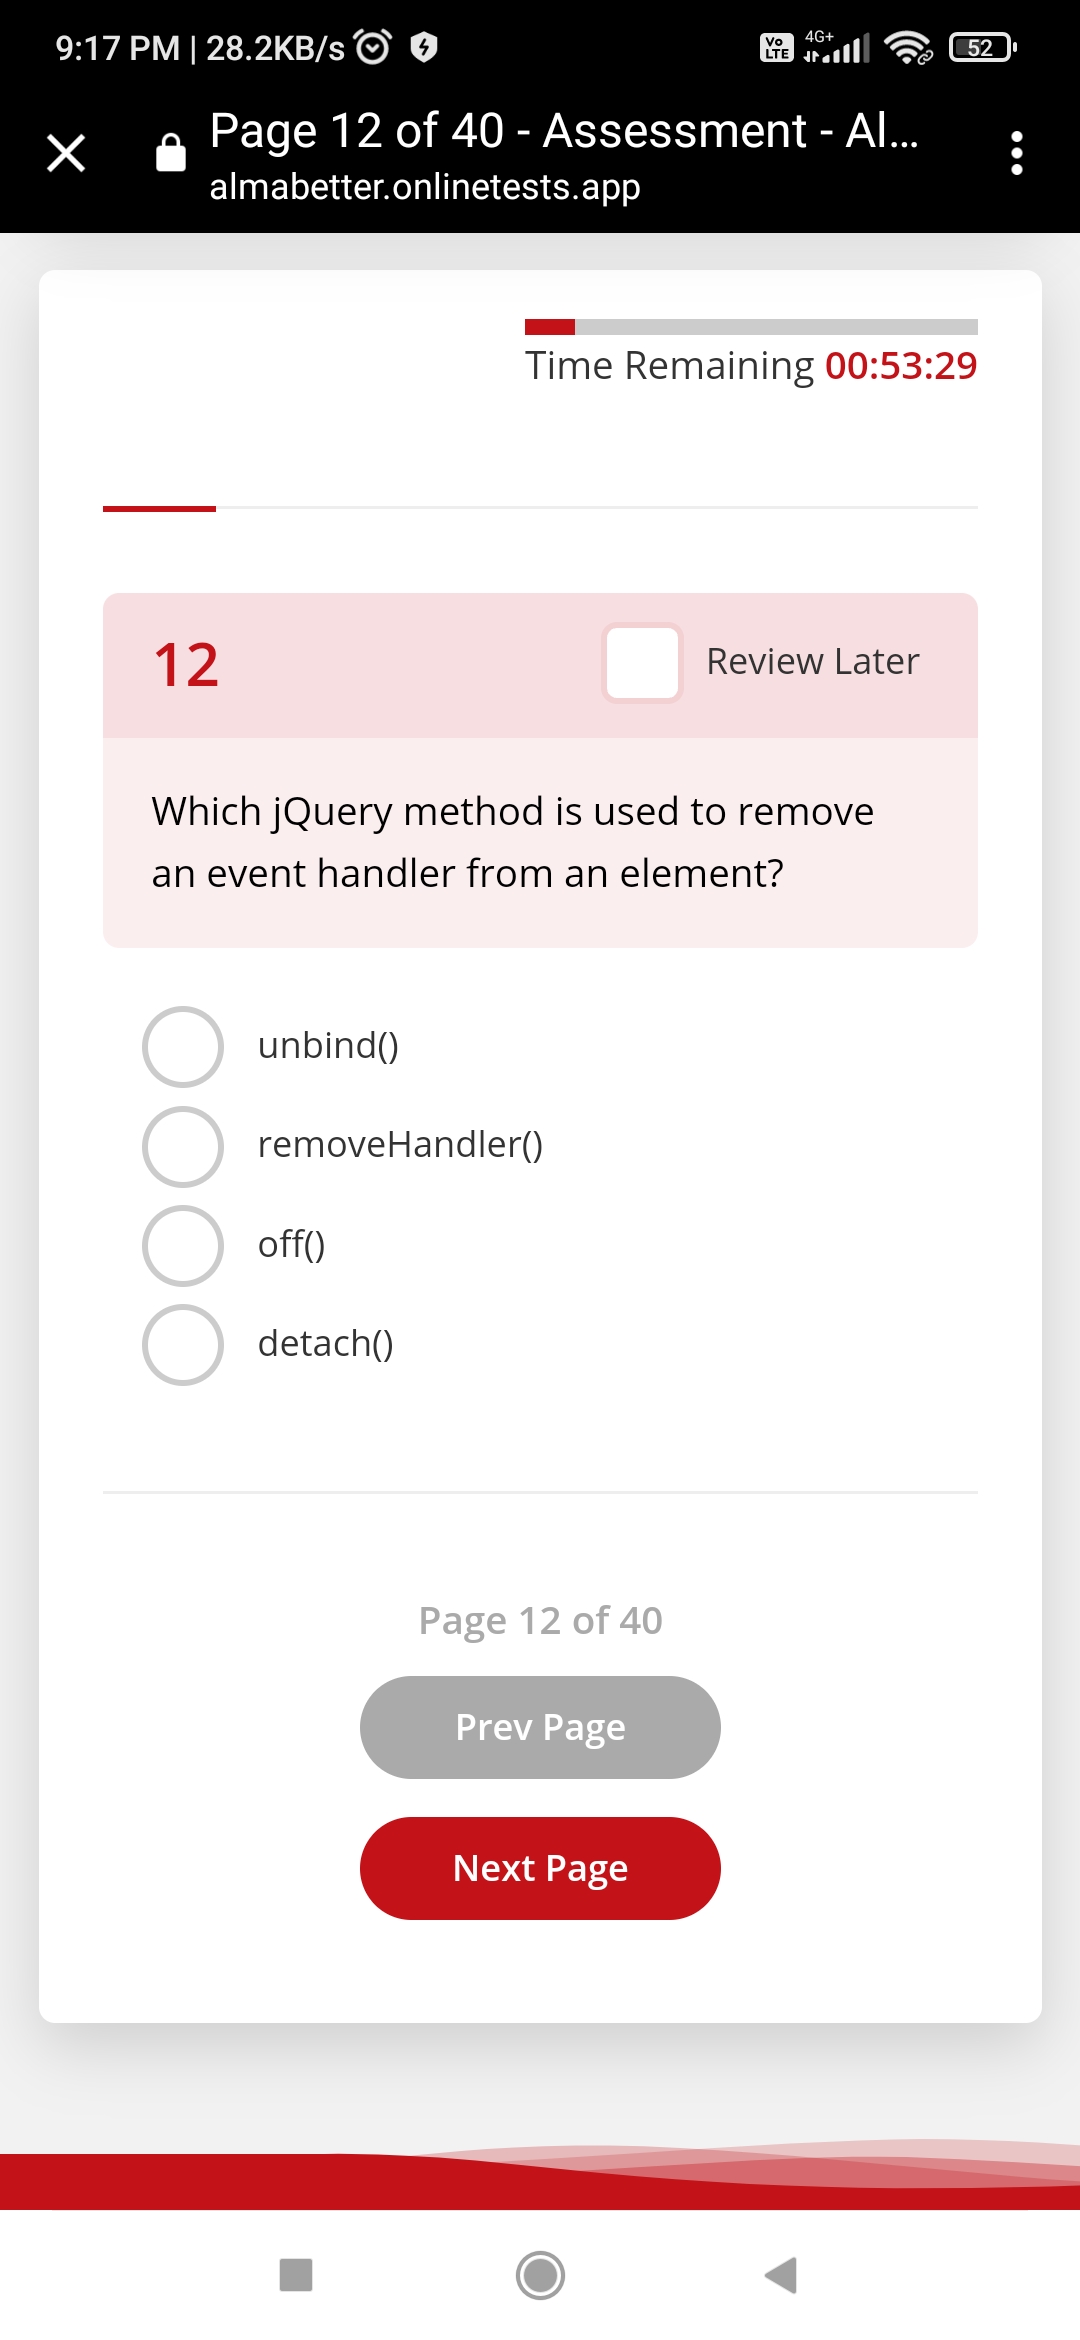 9:17 PM | 28.2KB/s
Vo LTE 4G+ 52
Page 12 of 40 - Assessment - Al...
almabetter.onlinetests.app
Time Remaining 00:53:29
12
Review Later
Which jQuery method is used to remove
an event handler from an element?
unbind()
removeHandler()
off()
detach()
Page 12 of 40
Prev Page
Next Page